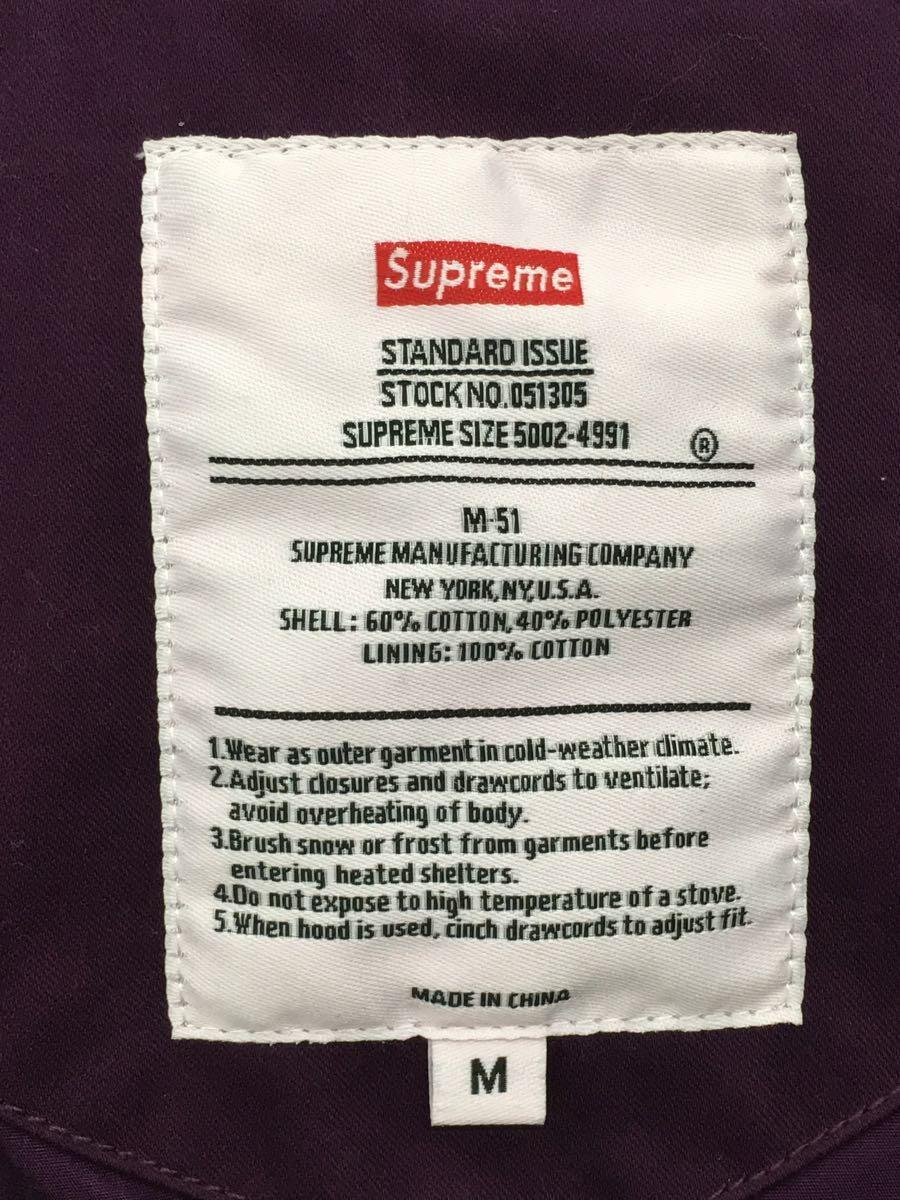 Supreme
STANDARD ISSUE
STOCK NO. 051305
SUPREME SIZE 5002-4991 ®
M-51
SUPREME MANUFACTURING COMPANY
NEW YORK, NY, U.S.A.
SHELL: 60% COTTON, 40% POLYESTER
LINING: 100% COTTON
1.Wear as outer garment in cold-weather climate.
2.Adjust closures and drawcords to ventilate;
avoid overheating of body.
3.Brush snow or frost from garments before
entering heated shelters.
4.Do not expose to high temperature of a stove.
5.When hood is used, cinch drawcords to adjust fit.
MADE IN CHINA
M